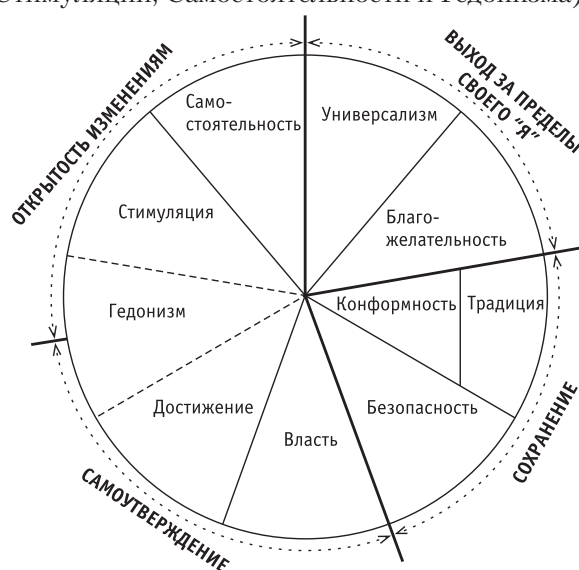 Стимуляции, Самостоятельности и Гедонизма)
ВЫХОД ЗА ПРЕДЕЛЫ
СВОЕГО "Я"
ОТКРЫТОСТЬ ИЗМЕНЕНИЯМ
Само-
стоятельность
Универсализм
Стимуляция
Благо-
желательность
Гедонизм
Конформность
Традиция
Достижение
Безопасность
Власть
СОХРАНЕНИЕ
САМОУТВЕРЖДЕНИЕ